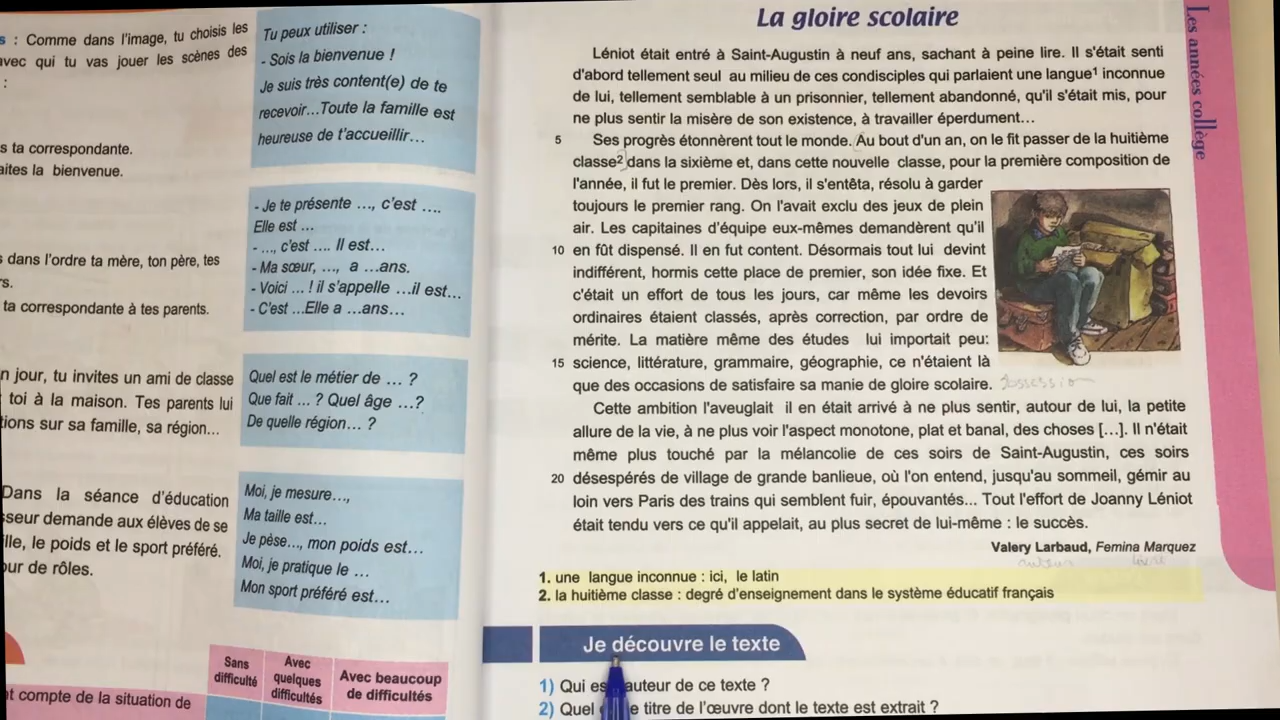 s : Comme dans l'image, tu choisis les
avec qui tu vas jouer les scènes des
:
s ta correspondante.
aites la bienvenue.
s dans l'ordre ta mère, ton père, tes
rs.
ta correspondante à tes parents.
n jour, tu invites un ami de classe
toi à la maison. Tes parents lui
tions sur sa famille, sa région...
Dans la séance d'éducation
sseur demande aux élèves de se
ille, le poids et le sport préféré.
our de rôles.
Tu peux utiliser :
- Sois la bienvenue !
Je suis très content(e) de te
recevoir...Toute la famille est
heureuse de t'accueillir...
- Je te présente ..., c'est ....
Elle est ...
- ..., c'est .... Il est...
- Ma sœur, ..., a ...ans.
- Voici ... ! il s'appelle ...il est...
- C'est ...Elle a ...ans...
Quel est le métier de ... ?
Que fait ... ? Quel âge ...?
De quelle région... ?
Moi, je mesure...,
Ma taille est...
Je pèse..., mon poids est...
Moi, je pratique le ...
Mon sport préféré est...
Sans difficulté
Avec quelques difficultés
Avec beaucoup de difficultés
t compte de la situation de
La gloire scolaire
Léniot était entré à Saint-Augustin à neuf ans, sachant à peine lire. Il s'était senti
d'abord tellement seul au milieu de ces condisciples qui parlaient une langue¹ inconnue
de lui, tellement semblable à un prisonnier, tellement abandonné, qu'il s'était mis, pour
ne plus sentir la misère de son existence, à travailler éperdument...
5 Ses progrès étonnèrent tout le monde. Au bout d'un an, on le fit passer de la huitième
classe² dans la sixième et, dans cette nouvelle classe, pour la première composition de
l'année, il fut le premier. Dès lors, il s'entêta, résolu à garder
toujours le premier rang. On l'avait exclu des jeux de plein
air. Les capitaines d'équipe eux-mêmes demandèrent qu'il
10 en fût dispensé. Il en fut content. Désormais tout lui devint
indifférent, hormis cette place de premier, son idée fixe. Et
c'était un effort de tous les jours, car même les devoirs
ordinaires étaient classés, après correction, par ordre de
mérite. La matière même des études lui importait peu:
15 science, littérature, grammaire, géographie, ce n'étaient là
que des occasions de satisfaire sa manie de gloire scolaire. obsession
Cette ambition l'aveuglait il en était arrivé à ne plus sentir, autour de lui, la petite
allure de la vie, à ne plus voir l'aspect monotone, plat et banal, des choses [...]. Il n'était
même plus touché par la mélancolie de ces soirs de Saint-Augustin, ces soirs
20 désespérés de village de grande banlieue, où l'on entend, jusqu'au sommeil, gémir au
loin vers Paris des trains qui semblent fuir, épouvantés... Tout l'effort de Joanny Léniot
était tendu vers ce qu'il appelait, au plus secret de lui-même : le succès.
Valery Larbaud, Femina Marquez
auteur livre
1. une langue inconnue : ici, le latin
2. la huitième classe : degré d'enseignement dans le système éducatif français
Je découvre le texte
1) Qui es auteur de ce texte ?
2) Quel e titre de l'œuvre dont le texte est extrait ?
Les années collège